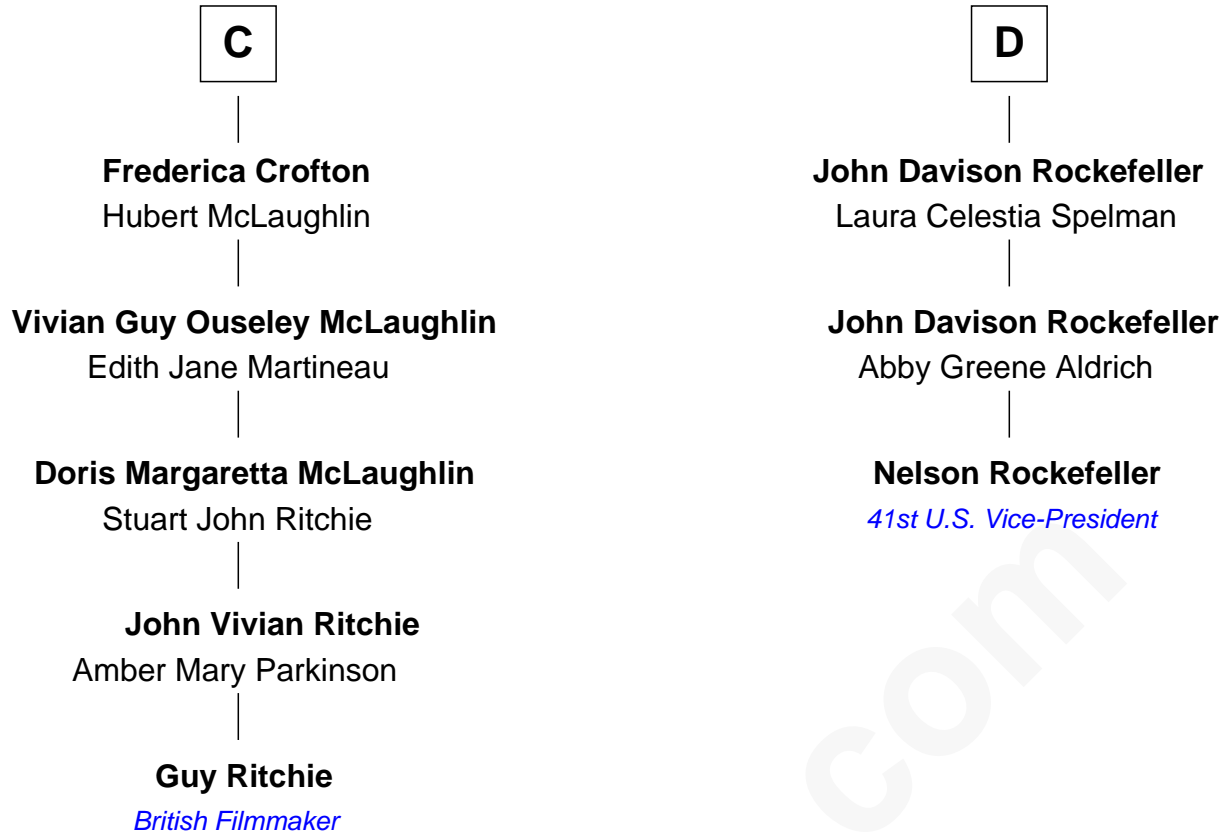 C
Frederica Crofton
Hubert McLaughlin
Vivian Guy Ouseley McLaughlin
Edith Jane Martineau
Doris Margaretta McLaughlin
Stuart John Ritchie
John Vivian Ritchie
Amber Mary Parkinson
Guy Ritchie
British Filmmaker
D
John Davison Rockefeller
Laura Celestia Spelman
John Davison Rockefeller
Abby Greene Aldrich
Nelson Rockefeller
41st U.S. Vice-President
com